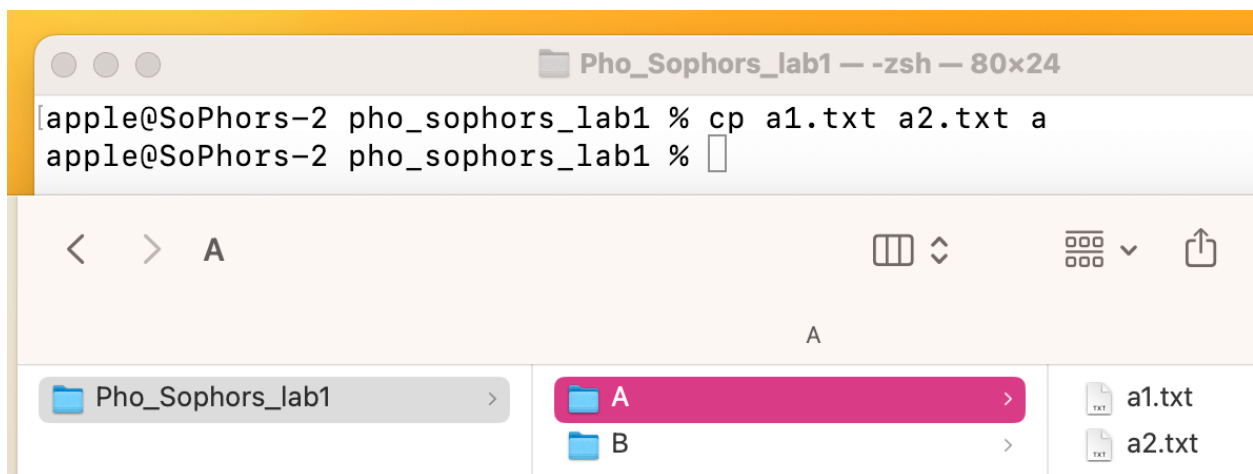 Pho_Sophors_lab1 — -zsh — 80×24
[apple@SoPhors-2 pho_sophors_lab1 % cp a1.txt a2.txt a
apple@SoPhors-2 pho_sophors_lab1 %
A
A
Pho_Sophors_lab1
A
B
TXT a1.txt
TXT a2.txt